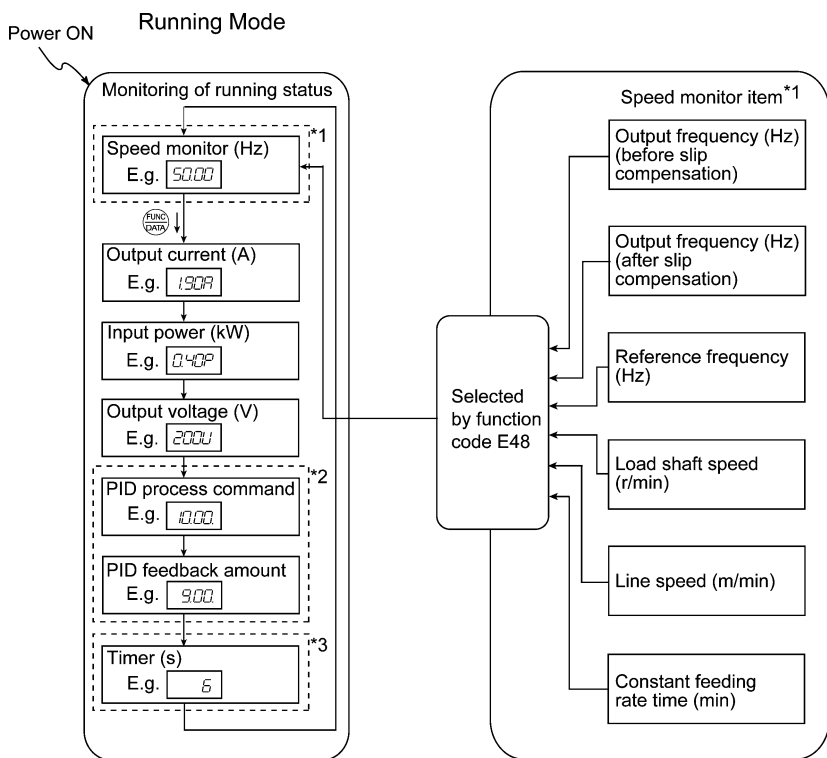 Running Mode
Power ON
Monitoring of running status
*1
Speed monitor (Hz)
E.g. 50.00
FUNC
DATA
Output current (A)
E.g. 1.90A
Input power (kW)
E.g. 0.40P
Output voltage (V)
E.g. 200U
*2
PID process command
E.g. 10.00.
PID feedback amount
E.g. 9.00.
*3
Timer (s)
E.g. 6
Selected
by function
code E48
Speed monitor item*1
Output frequency (Hz)
(before slip
compensation)
Output frequency (Hz)
(after slip
compensation)
Reference frequency
(Hz)
Load shaft speed
(r/min)
Line speed (m/min)
Constant feeding
rate time (min)